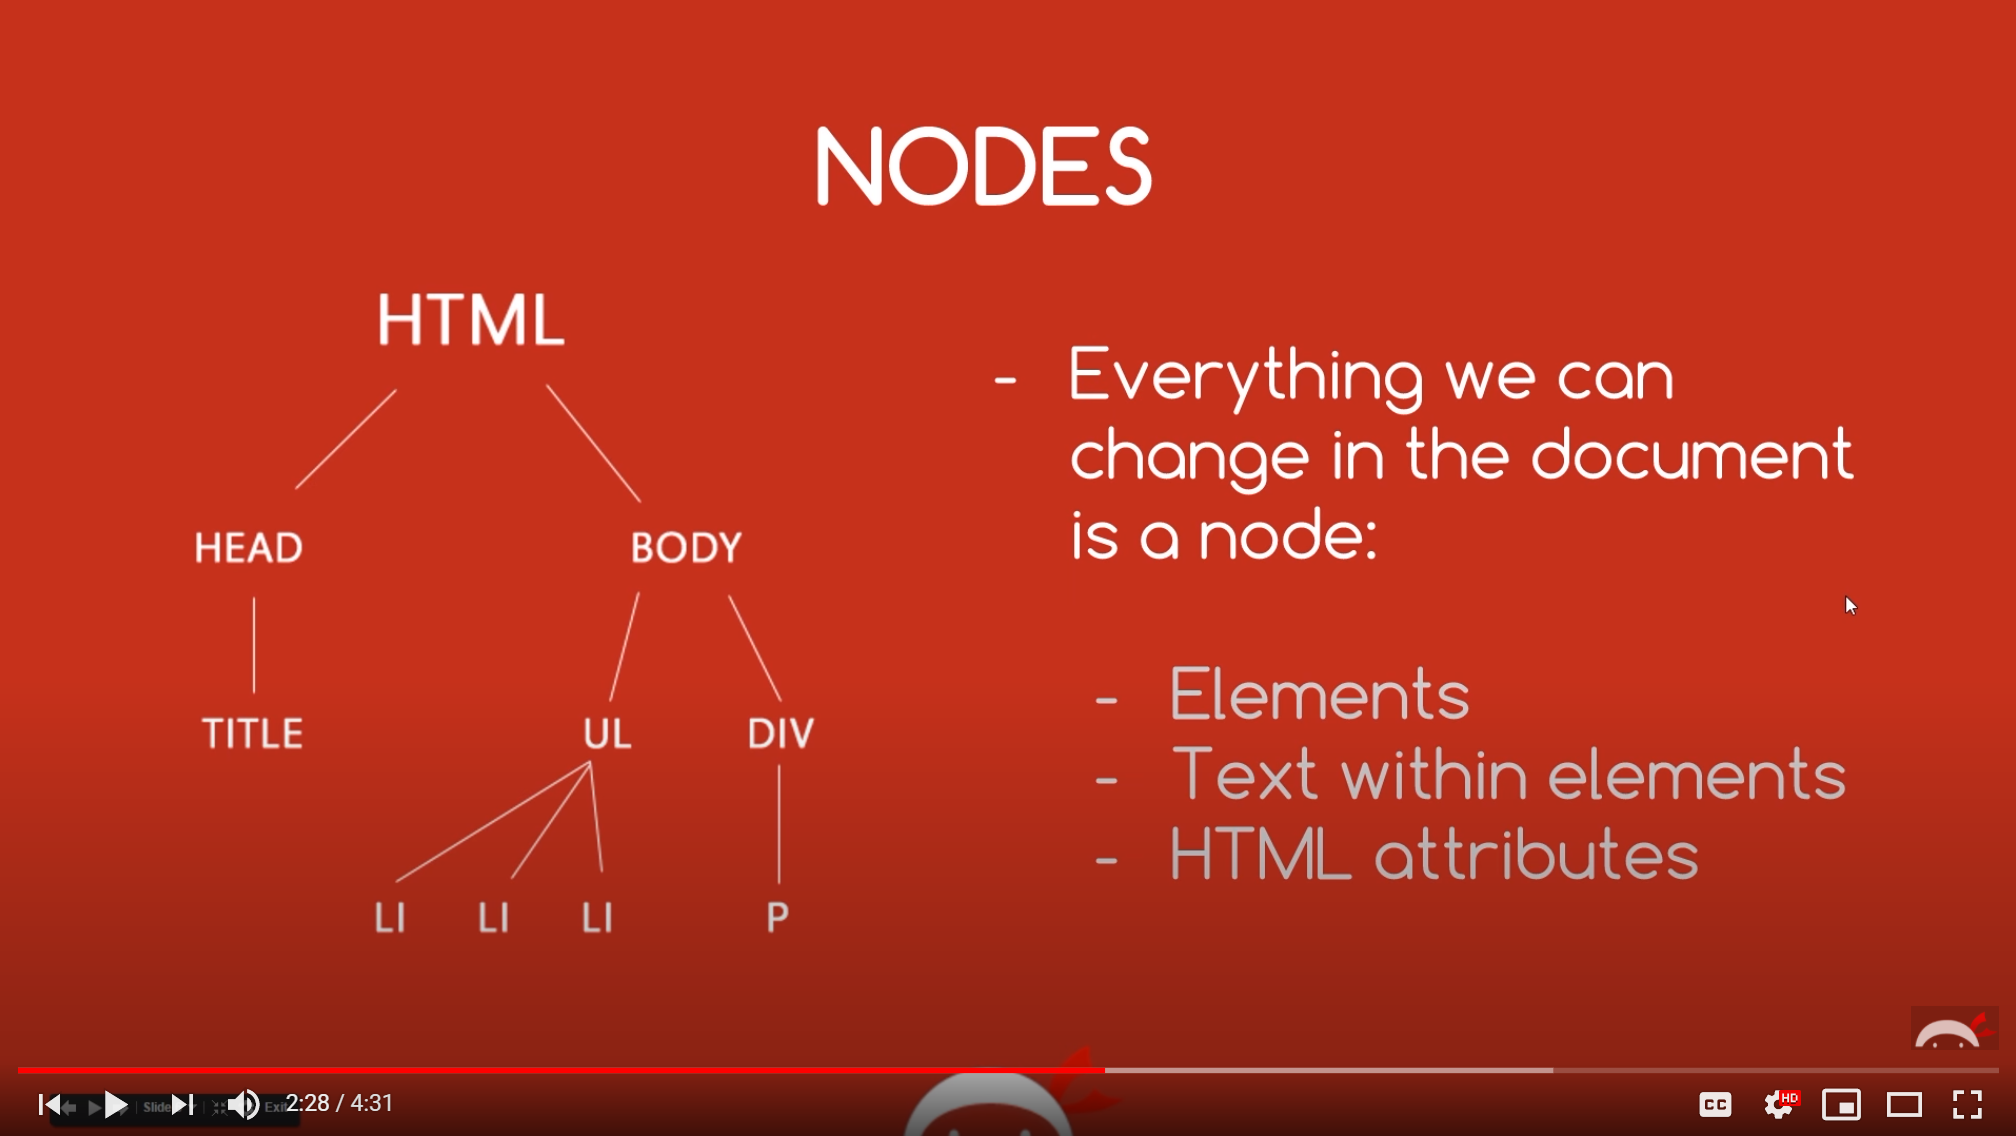 NODES
HTML
HEAD BODY
TITLE UL DIV
LI LI LI P
- Everything we can
change in the document
is a node:
- Elements
- Text within elements
- HTML attributes
Slide Exit
2:28 / 4:31
CC HD